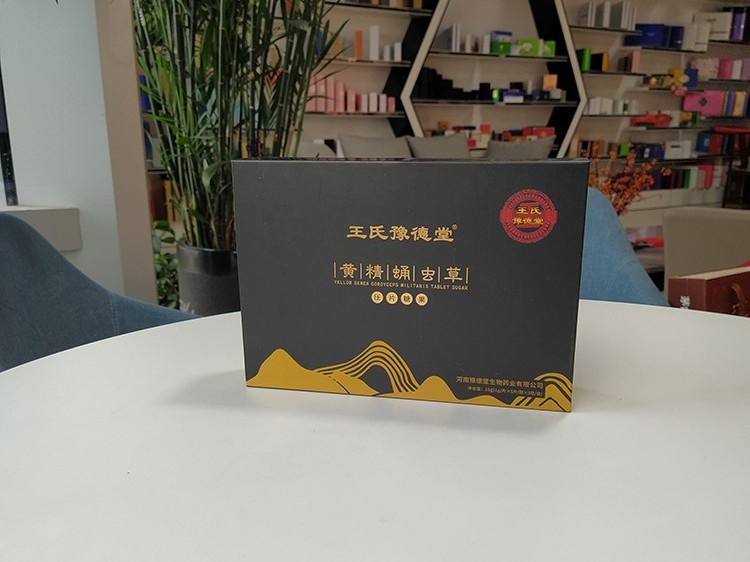 王氏豫德堂®
王氏
豫德堂
黄精蛹虫草
YELLOW SEMEN CORDYCEPS MILITARIS TABLET SUGAR
压片糖果
河南豫德堂生物药业有限公司